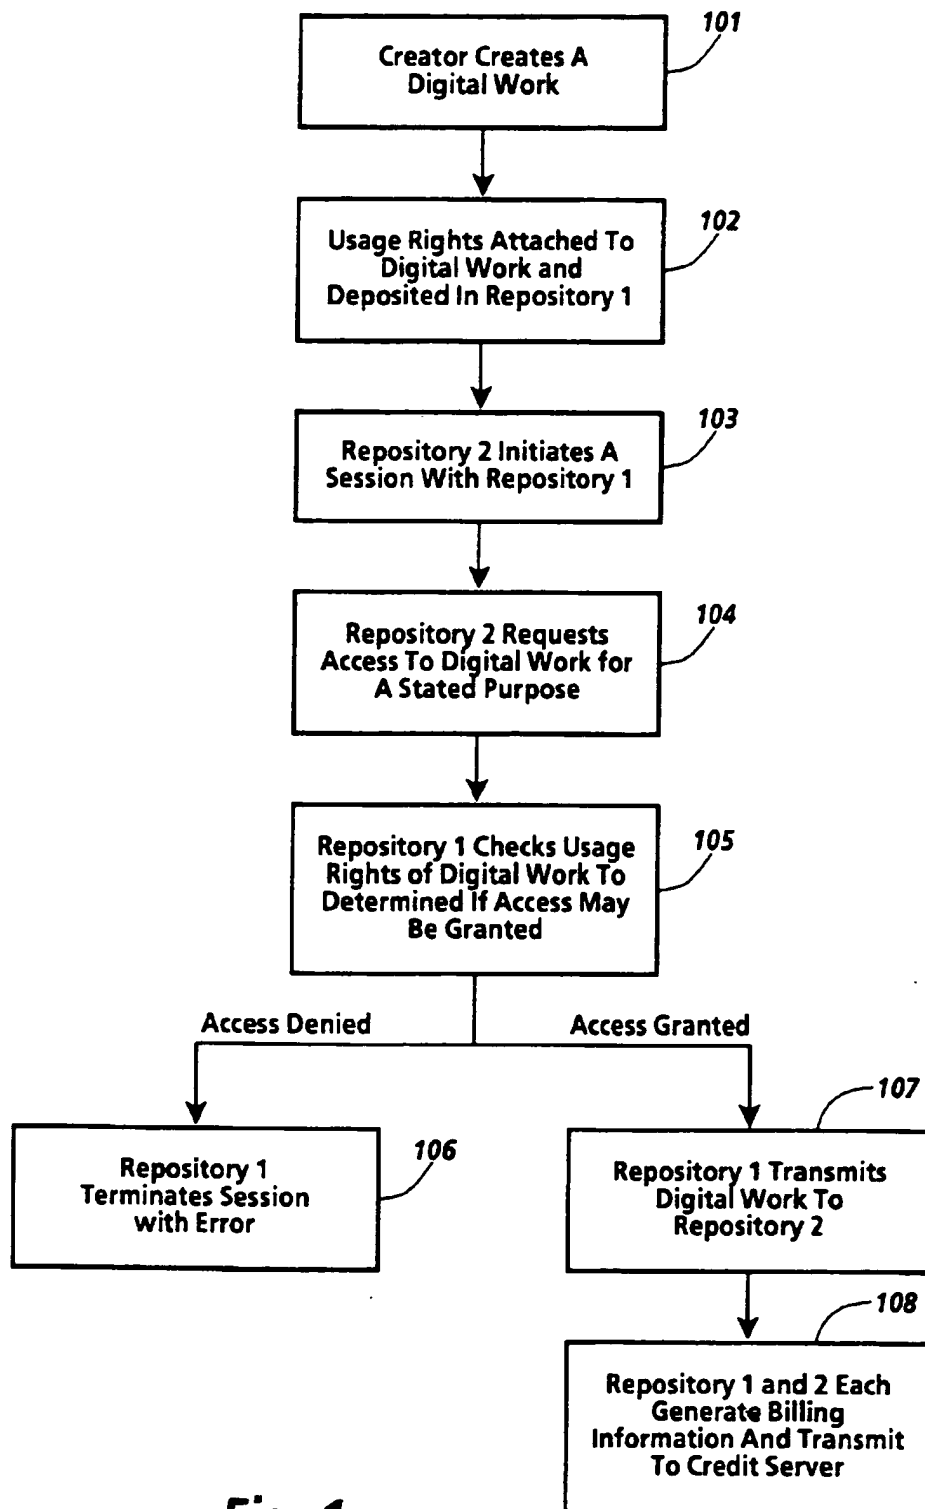 101
Creator Creates A
Digital Work
102
Usage Rights Attached To
Digital Work and
Deposited In Repository 1
103
Repository 2 Initiates A
Session With Repository 1
104
Repository 2 Requests
Access To Digital Work for
A Stated Purpose
105
Repository 1 Checks Usage
Rights of Digital Work To
Determined If Access May
Be Granted
Access Denied
Access Granted
106
Repository 1
Terminates Session
with Error
107
Repository 1 Transmits
Digital Work To
Repository 2
108
Repository 1 and 2 Each
Generate Billing
Information And Transmit
To Credit Server
Fig. 1